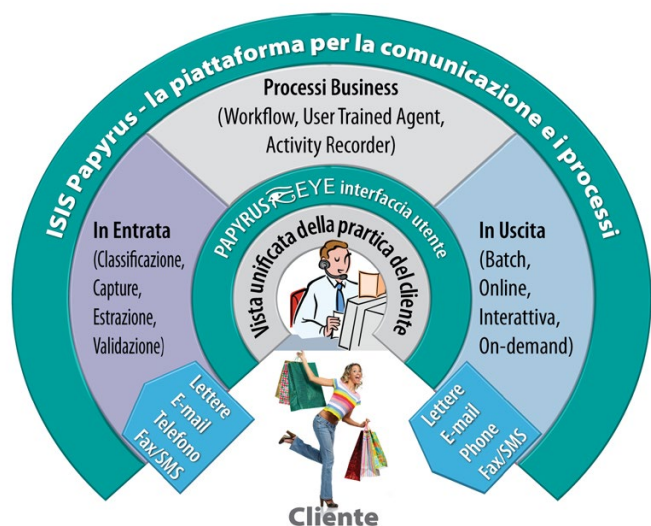 ISIS Papyrus - la piattaforma per la comunicazione e i processi
Processi Business
(Workflow, User Trained Agent,
Activity Recorder)
PAPYRUS EYE interfaccia utente
Vista unificata della prartica del cliente
In Entrata
(Classificazione,
Capture,
Estrazione,
Validazione)
In Uscita
(Batch,
Online,
Interattiva,
On-demand)
Lettere
E-mail
Telefono
Fax/SMS
Lettere
E-mail
Phone
Fax/SMS
Cliente